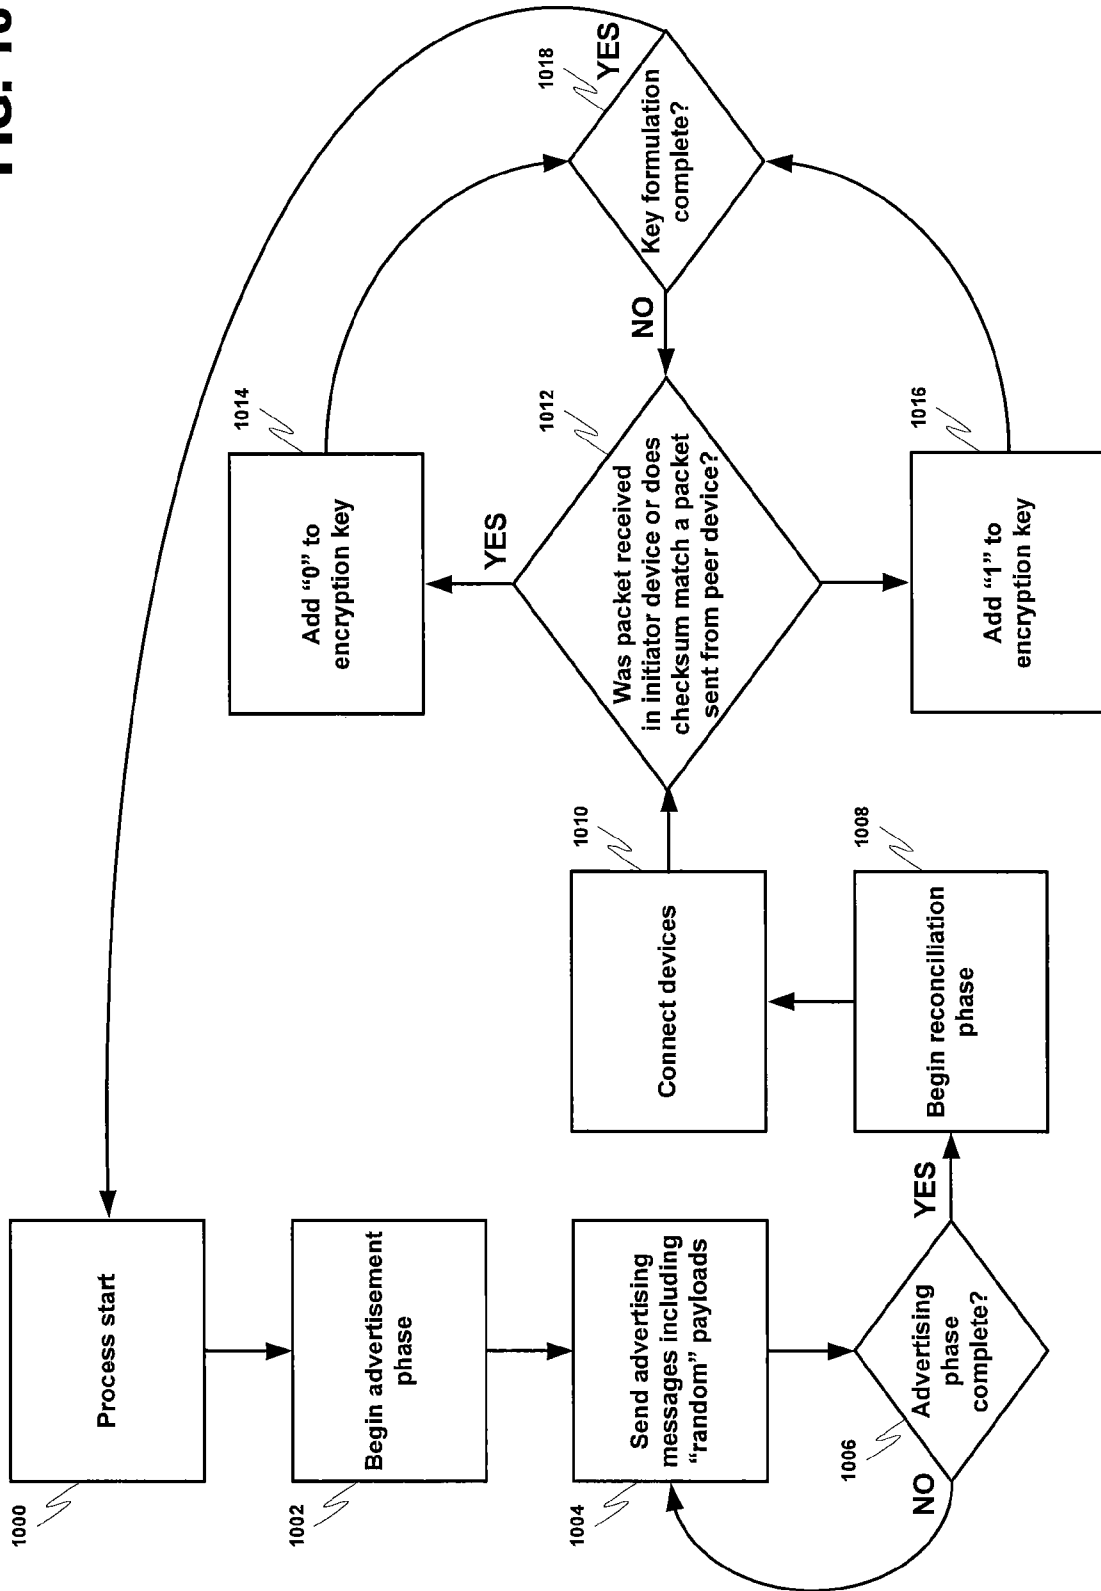 FIG. 10
1000
Process start
1002
Begin advertisement
phase
1004
Send advertising
messages including
“random” payloads
1006
Advertising
phase
complete?
NO
YES
1008
Begin reconciliation
phase
1010
Connect devices
1012
Was packet received
in initiator device or does
checksum match a packet
sent from peer device?
YES
1014
Add “0” to
encryption key
1016
Add “1” to
encryption key
NO
1018
Key formulation
complete?
YES